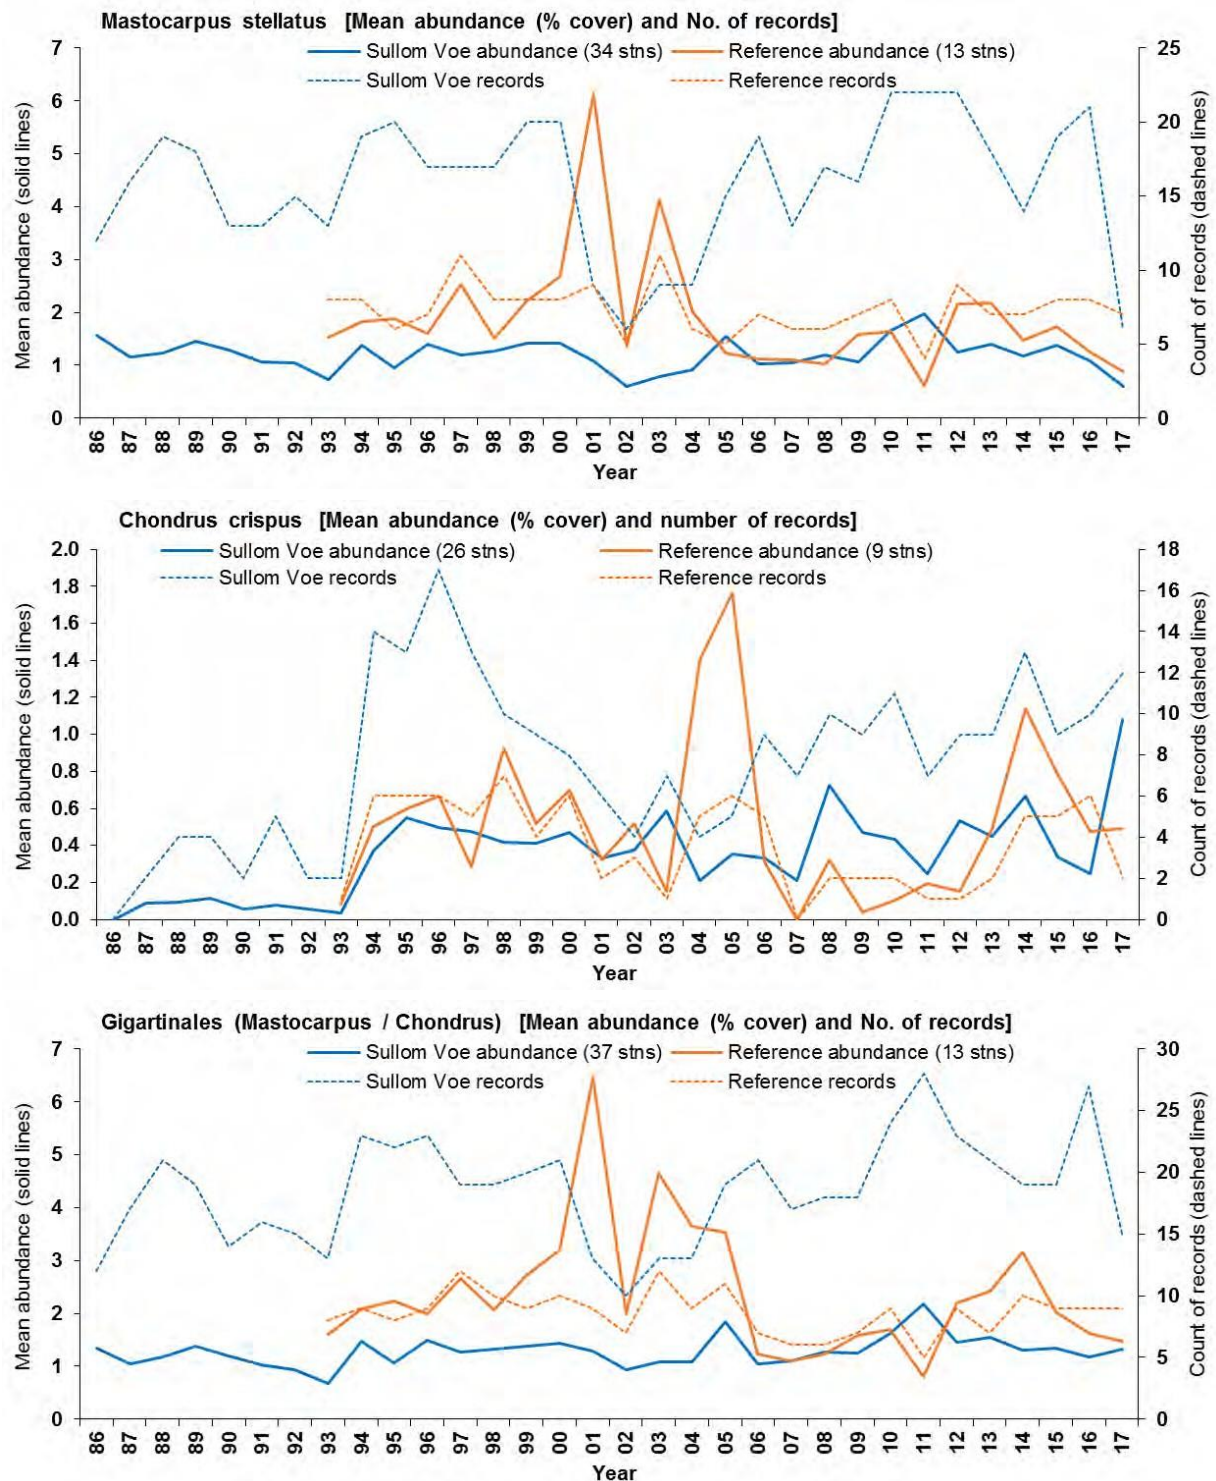 Mastocarpus stellatus [Mean abundance (% cover) and No. of records]
Sullom Voe abundance (34 stns) Reference abundance (13 stns)
Sullom Voe records Reference records
Mean abundance (solid lines)
7
6
5
4
3
2
1
0
25
20
15
10
5
0
Count of records (dashed lines)
86 87 88 89 90 91 92 93 94 95 96 97 98 99 00 01 02 03 04 05 06 07 08 09 10 11 12 13 14 15 16 17
Year
Chondrus crispus [Mean abundance (% cover) and number of records]
Sullom Voe abundance (26 stns) Reference abundance (9 stns)
Sullom Voe records Reference records
Mean abundance (solid lines)
2.0
1.8
1.6
1.4
1.2
1.0
0.8
0.6
0.4
0.2
0.0
18
16
14
12
10
8
6
4
2
0
Count of records (dashed lines)
86 87 88 89 90 91 92 93 94 95 96 97 98 99 00 01 02 03 04 05 06 07 08 09 10 11 12 13 14 15 16 17
Year
Gigartinales (Mastocarpus / Chondrus) [Mean abundance (% cover) and No. of records]
Sullom Voe abundance (37 stns) Reference abundance (13 stns)
Sullom Voe records Reference records
Mean abundance (solid lines)
7
6
5
4
3
2
1
0
30
25
20
15
10
5
0
Count of records (dashed lines)
86 87 88 89 90 91 92 93 94 95 96 97 98 99 00 01 02 03 04 05 06 07 08 09 10 11 12 13 14 15 16 17
Year